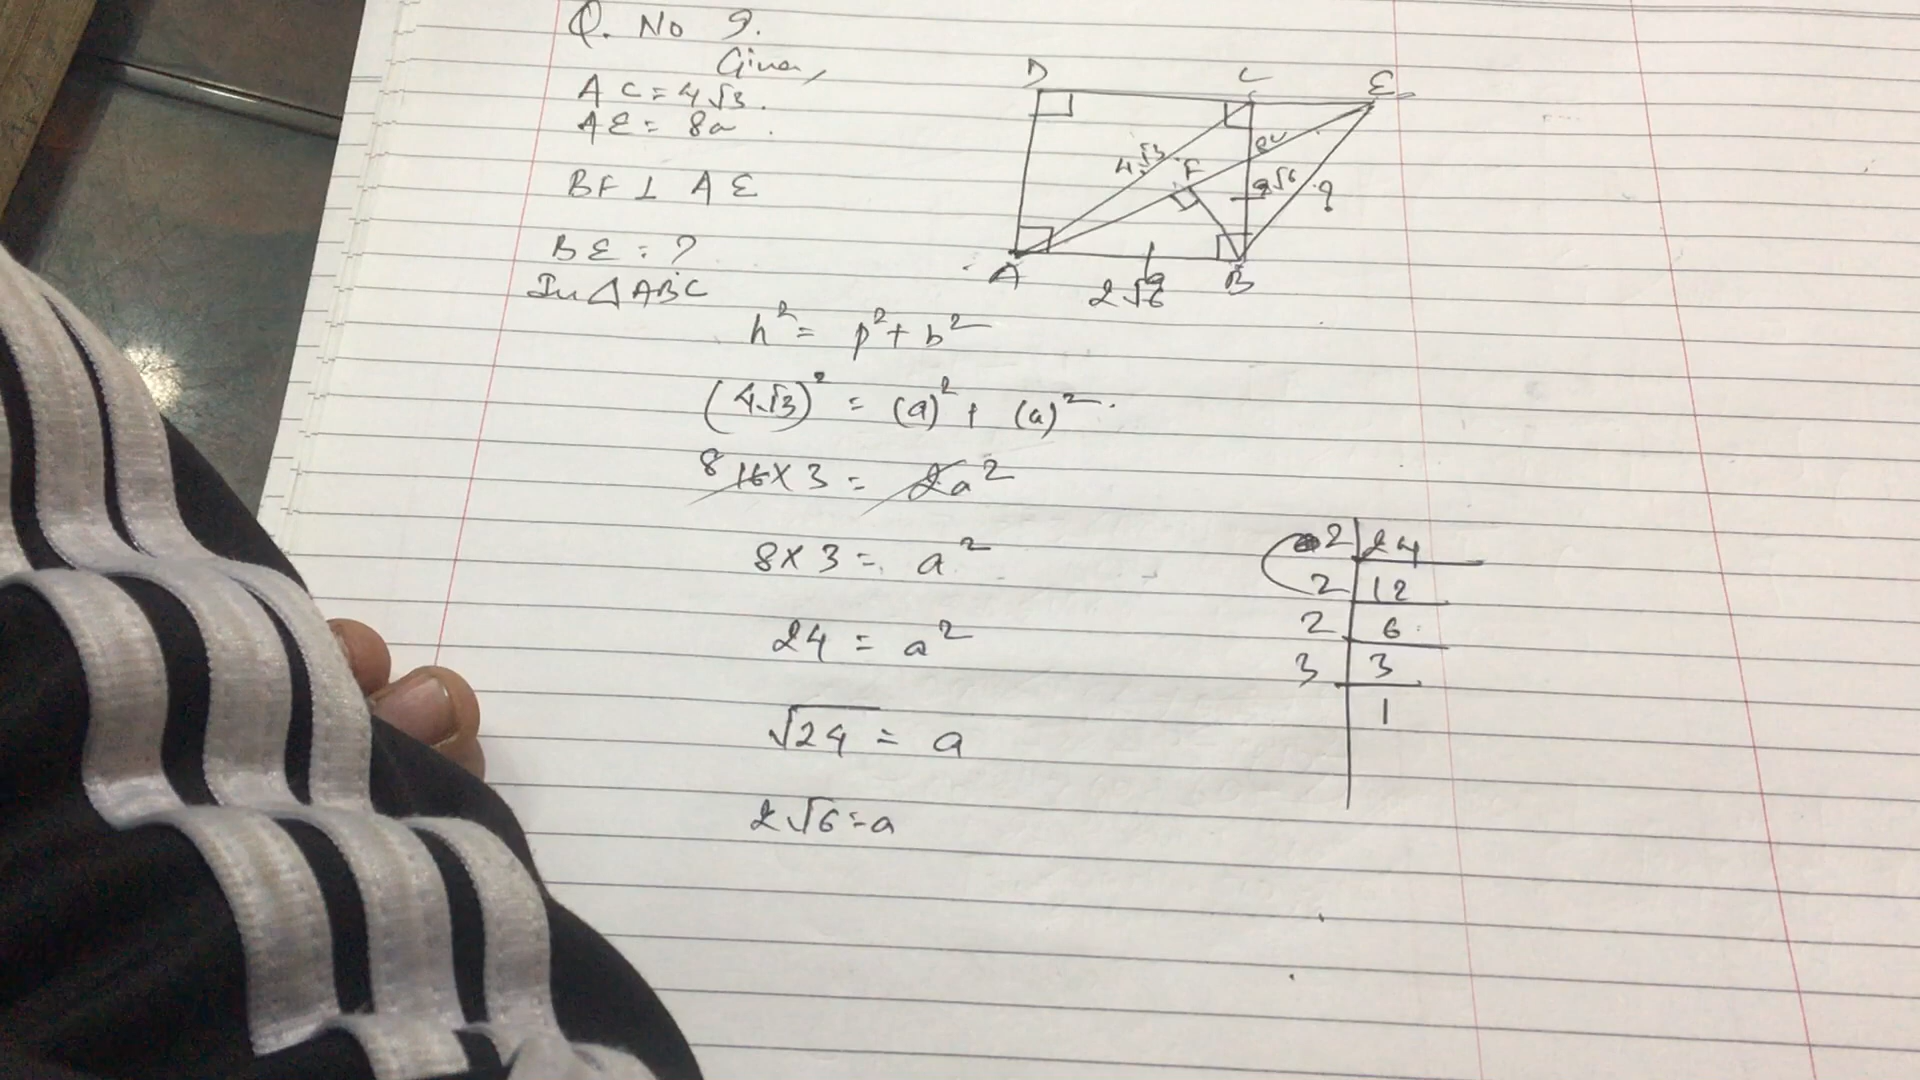 Q. No 9.
Given,
AC = 4√3.
AE = 8a.
BF ⊥ AE
BE = ?
In △ABC
D C E
4√3 F 2√6 ?
A B
2√6
h² = p² + b²
(4√3)² = (a)² + (a)².
8 16 × 3 = 2a²
8 × 3 = a²
24 = a²
√24 = a
2√6 = a
2 | 24
2 | 12
2 | 6
3 | 3
1